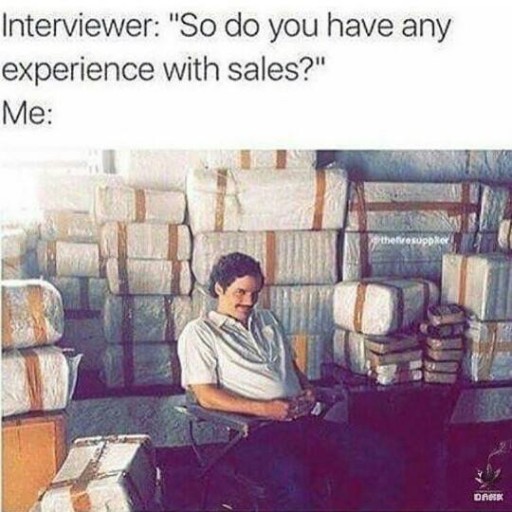 Interviewer: "So do you have any
experience with sales?"
Me:
@thefiresupplier
DARK